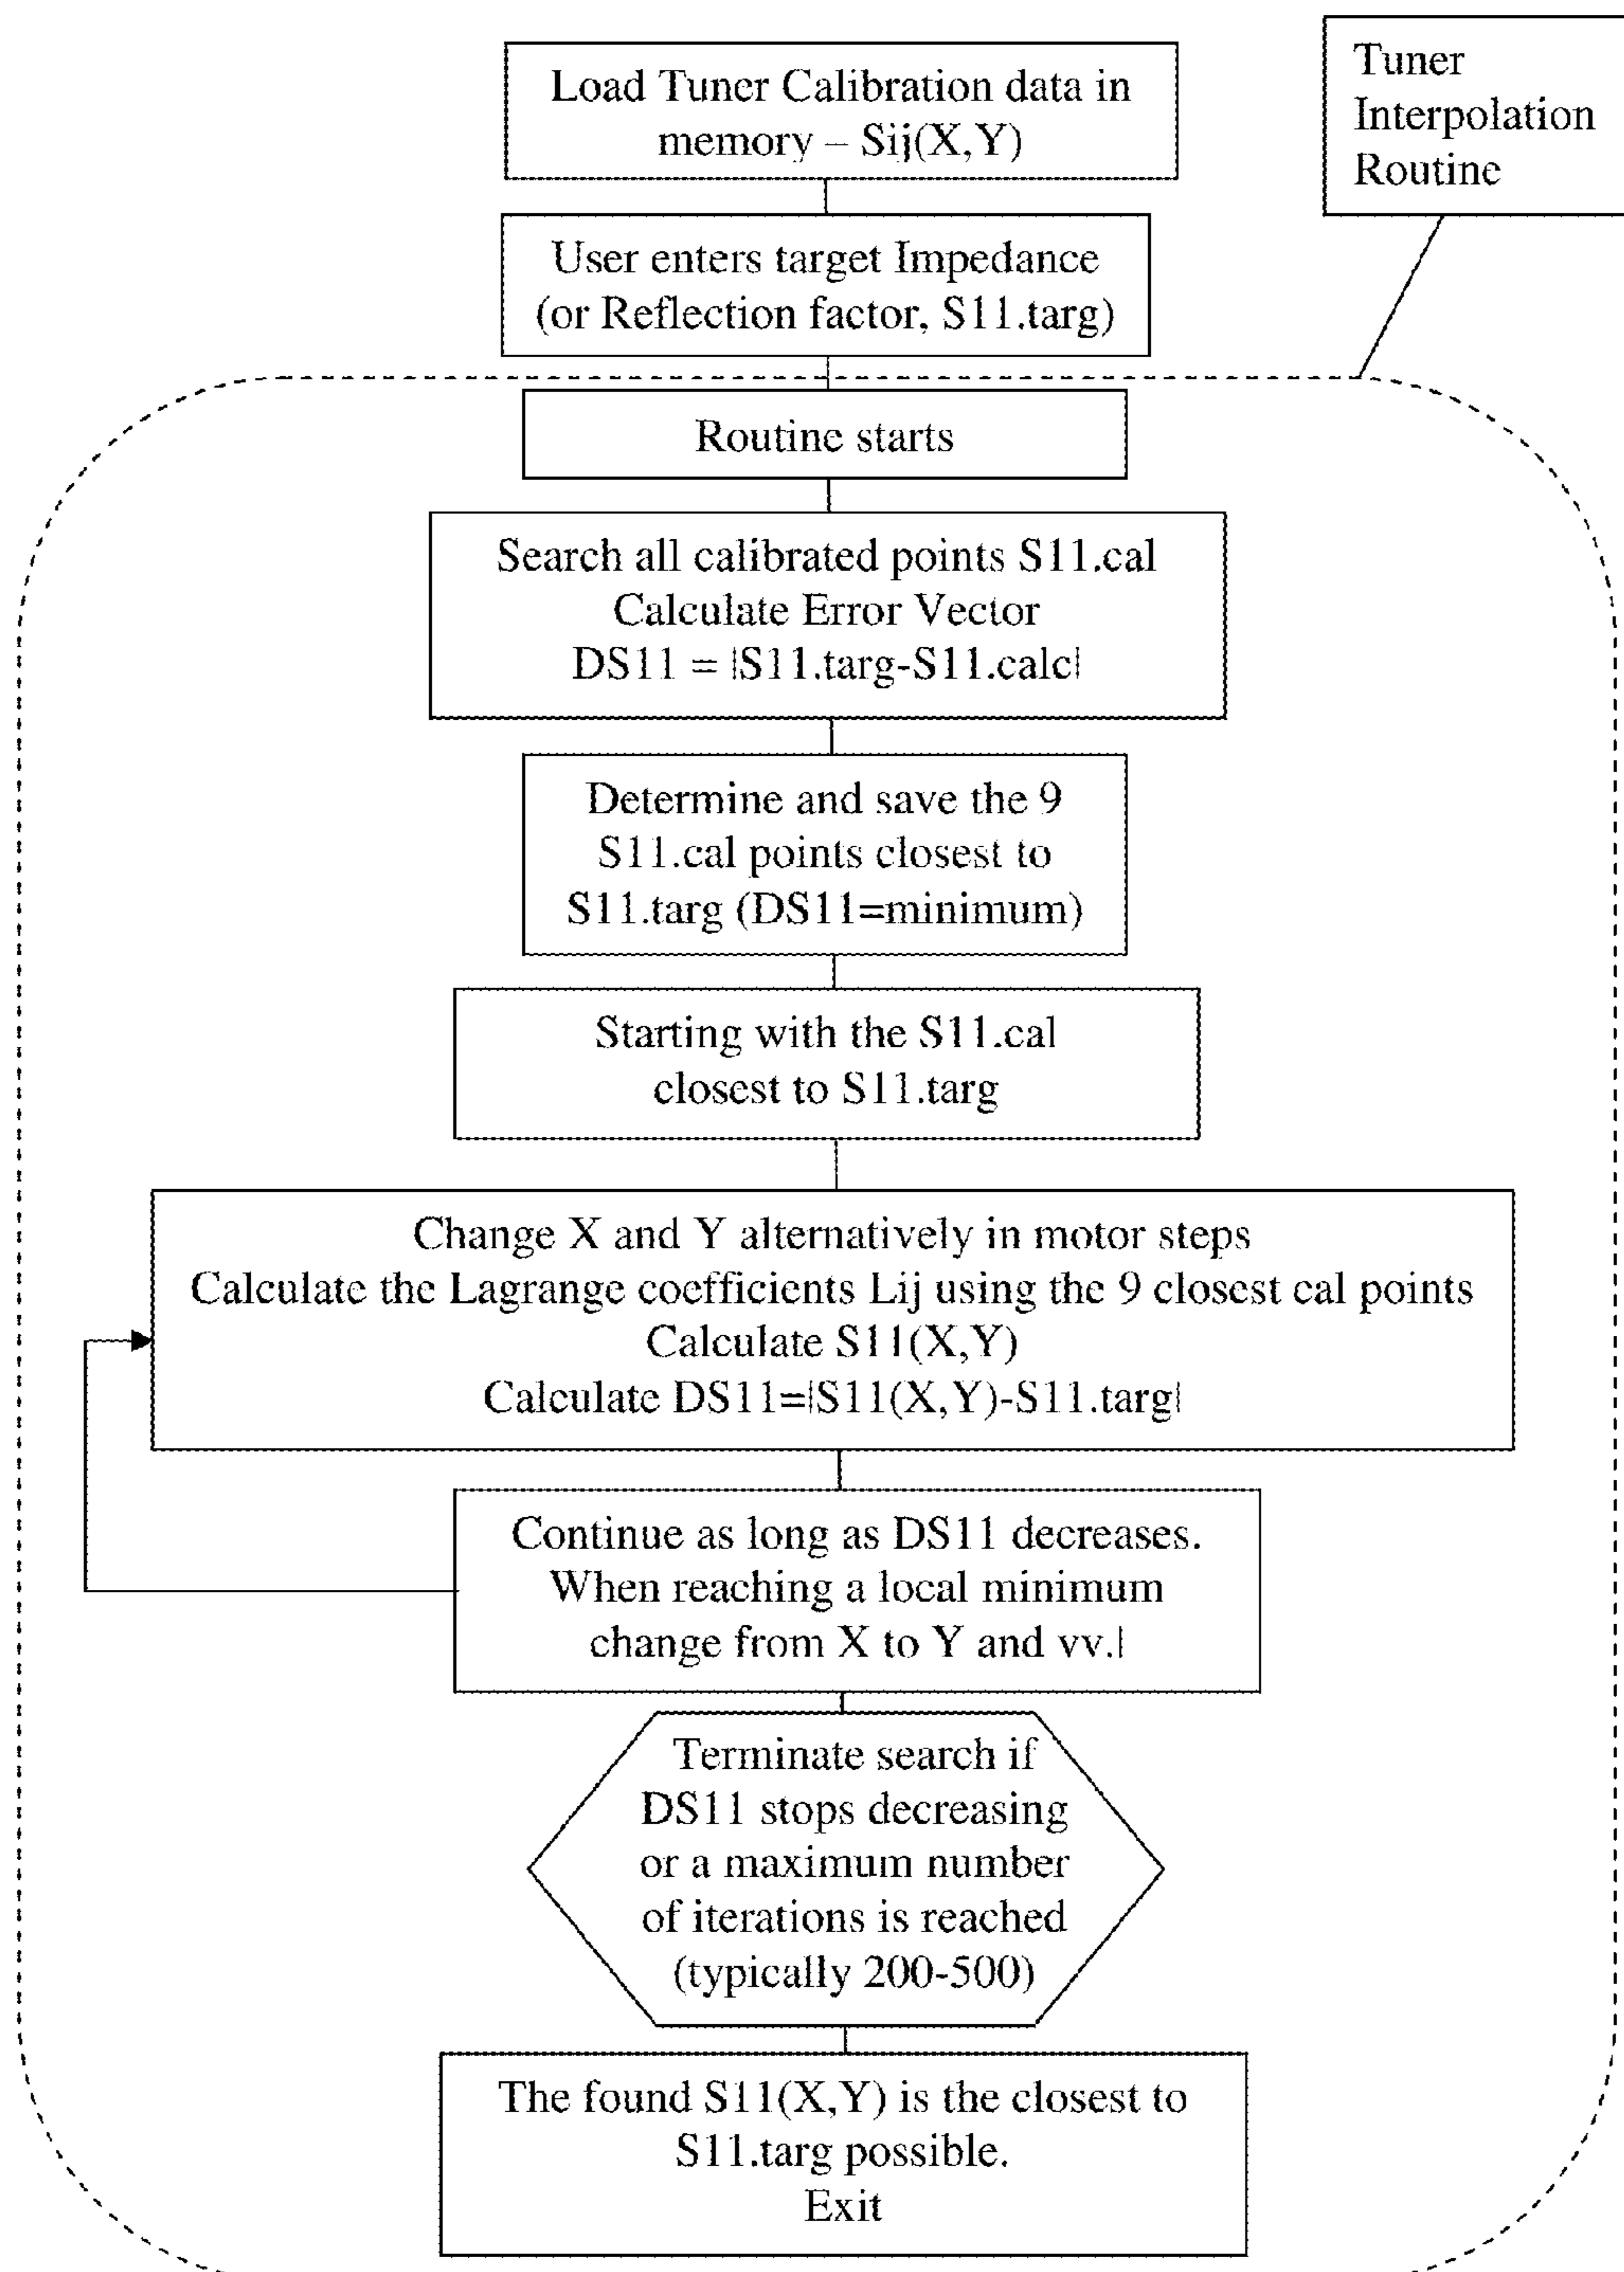 Load Tuner Calibration data in
memory – Sij(X,Y)
Tuner
Interpolation
Routine
User enters target Impedance
(or Reflection factor, S11.targ)
Routine starts
Search all calibrated points S11.cal
Calculate Error Vector
DS11 = |S11.targ-S11.calc|
Determine and save the 9
S11.cal points closest to
S11.targ (DS11=minimum)
Starting with the S11.cal
closest to S11.targ
Change X and Y alternatively in motor steps
Calculate the Lagrange coefficients Lij using the 9 closest cal points
Calculate S11(X,Y)
Calculate DS11=|S11(X,Y)-S11.targ|
Continue as long as DS11 decreases.
When reaching a local minimum
change from X to Y and vv.|
Terminate search if
DS11 stops decreasing
or a maximum number
of iterations is reached
(typically 200-500)
The found S11(X,Y) is the closest to
S11.targ possible.
Exit